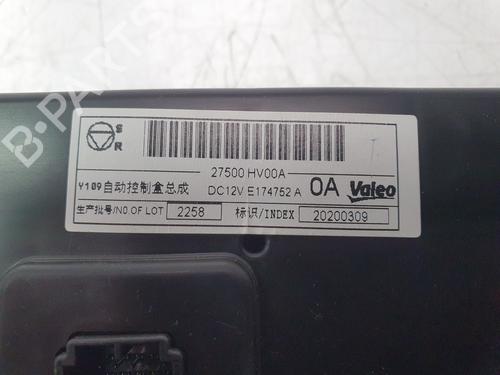 S
R
27500 HV00A
Y109自动控制盒总成 DC12V E174752 A 0A Valeo
生产批号/NO.OF LOT 2258 标识/INDEX 20200309
B-PARTS